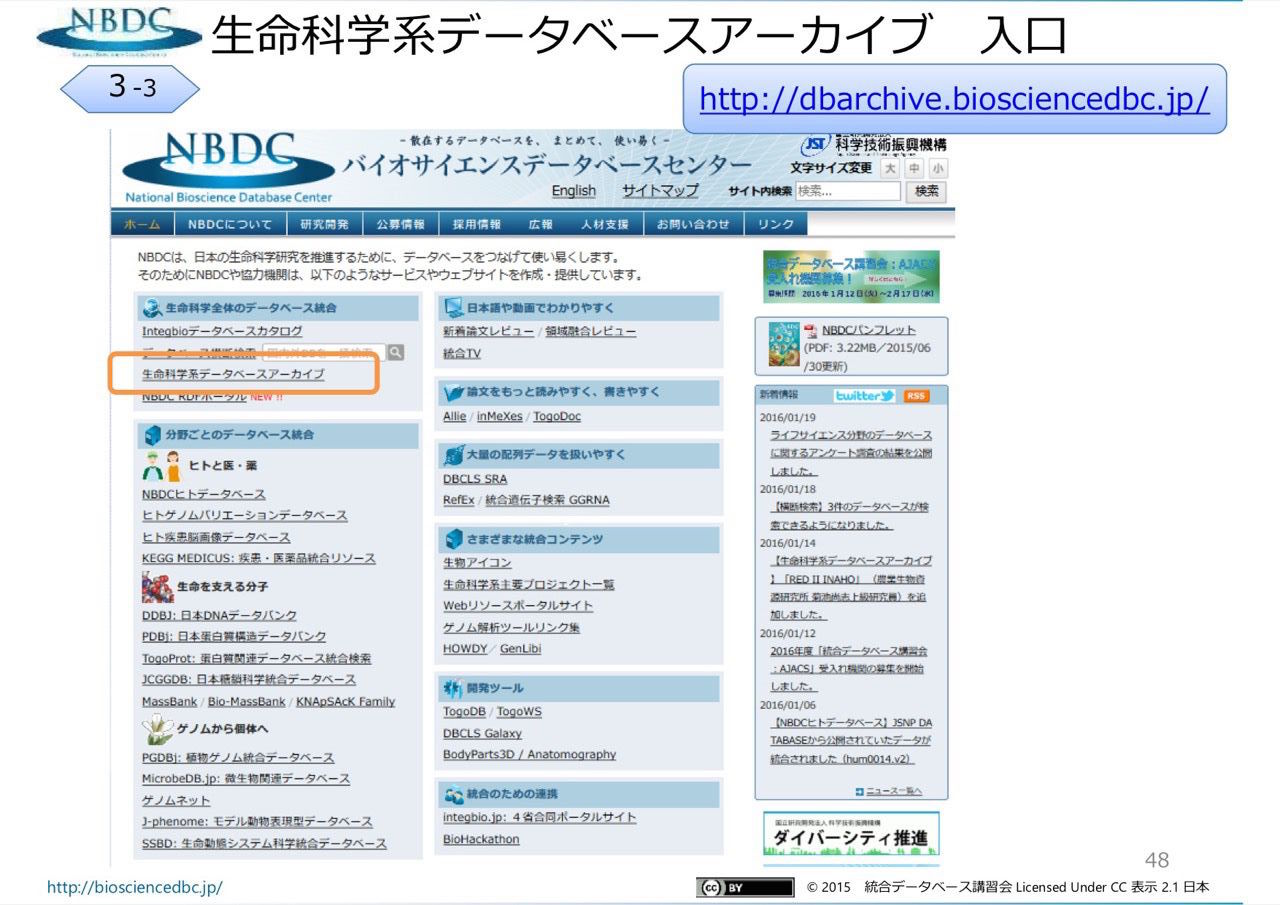 NBDC
生命科学系データベースアーカイブ　入口
3-3
http://dbarchive.biosciencedbc.jp/
NBDC
National Bioscience Database Center
-散在するデータベースを、まとめて、使い易く-
バイオサイエンスデータベースセンター
JST 科学技術振興機構
文字サイズ変更 大 中 小
English サイトマップ サイト内検索 検索... 検索
ホーム NBDCについて 研究開発 公募情報 採用情報 広報 人材支援 お問い合わせ リンク
NBDCは、日本の生命科学研究を推進するために、データベースをつなげて使い易くします。
そのためにNBDCや協力機関は、以下のようなサービスやウェブサイトを作成・提供しています。
生命科学全体のデータベース統合
Integbioデータベースカタログ
データベース横断検索
生命科学系データベースアーカイブ
NBDC RDFポータル NEW !!
分野ごとのデータベース統合
ヒトと医・薬
NBDCヒトデータベース
ヒトゲノムバリエーションデータベース
ヒト疾患脳画像データベース
KEGG MEDICUS: 疾患・医薬品統合リソース
生命を支える分子
DDBJ: 日本DNAデータバンク
PDBj: 日本蛋白質構造データバンク
TogoProt: 蛋白質関連データベース統合検索
JCGGDB: 日本糖鎖科学統合データベース
MassBank / Bio-MassBank / KNApSAcK Family
ゲノムから個体へ
PGDBj: 植物ゲノム統合データベース
MicrobeDB.jp: 微生物関連データベース
ゲノムネット
J-phenome: モデル動物表現型データベース
SSBD: 生命動態システム科学統合データベース
日本語や動画でわかりやすく
新着論文レビュー / 領域融合レビュー
統合TV
論文をもっと読みやすく、書きやすく
Allie / inMeXes / TogoDoc
大量の配列データを扱いやすく
DBCLS SRA
RefEx / 統合遺伝子検索 GGRNA
さまざまな統合コンテンツ
生物アイコン
生命科学系主要プロジェクト一覧
Webリソースポータルサイト
ゲノム解析ツールリンク集
HOWDY / GenLibi
開発ツール
TogoDB / TogoWS
DBCLS Galaxy
BodyParts3D / Anatomography
統合のための連携
integbio.jp: 4省合同ポータルサイト
BioHackathon
統合データベース講習会：AJACS
受入れ機関募集！
募集期間 2016年1月12日(火)～2月17日(水)
NBDCパンフレット
(PDF: 3.22MB／2015/06
/30更新)
新着情報 twitter RSS
2016/01/19
ライフサイエンス分野のデータベース
に関するアンケート調査の結果を公開
しました。
2016/01/18
【横断検索】3件のデータベースが検
索できるようになりました。
2016/01/14
【生命科学系データベースアーカイブ
】「RED II INAHO」（農業生物資
源研究所 菊池尚志上級研究員）を追
加しました。
2016/01/12
2016年度「統合データベース講習会
：AJACS」受入れ機関の募集を開始
しました。
2016/01/06
【NBDCヒトデータベース】JSNP DA
TABASEから公開されていたデータが
統合されました（hum0014.v2）
ニュース一覧へ
国立研究開発法人 科学技術振興機構
ダイバーシティ推進
48
http://biosciencedbc.jp/
(cc) BY
© 2015　統合データベース講習会 Licensed Under CC 表示 2.1 日本